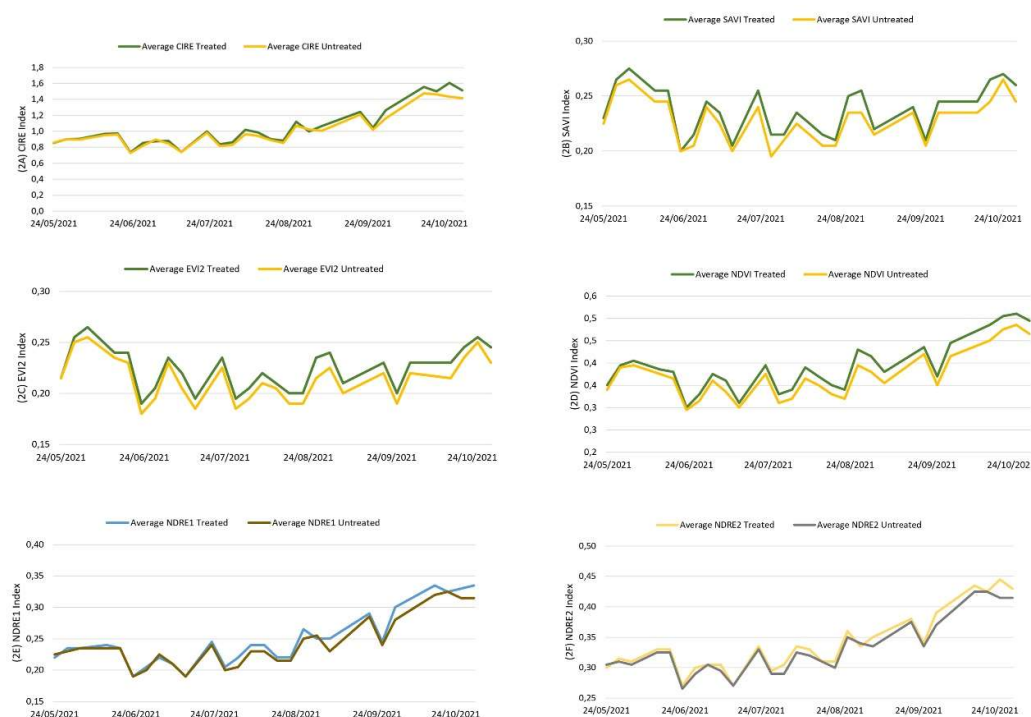 Average CIRE Treated Average CIRE Untreated
(2A) CIRE Index
1,8
1,6
1,4
1,2
1,0
0,8
0,6
0,4
0,2
0,0
24/05/2021 24/06/2021 24/07/2021 24/08/2021 24/09/2021 24/10/2021
Average SAVI Treated Average SAVI Untreated
(2B) SAVI Index
0,30
0,25
0,20
0,15
24/05/2021 24/06/2021 24/07/2021 24/08/2021 24/09/2021 24/10/2021
Average EVI2 Treated Average EVI2 Untreated
(2C) EVI2 Index
0,30
0,25
0,20
0,15
24/05/2021 24/06/2021 24/07/2021 24/08/2021 24/09/2021 24/10/2021
Average NDVI Treated Average NDVI Untreated
(2D) NDVI Index
0,6
0,5
0,5
0,4
0,4
0,3
0,3
0,2
24/05/2021 24/06/2021 24/07/2021 24/08/2021 24/09/2021 24/10/202
Average NDRE1 Treated Average NDRE1 Untreated
(2E) NDRE1 Index
0,40
0,35
0,30
0,25
0,20
0,15
24/05/2021 24/06/2021 24/07/2021 24/08/2021 24/09/2021 24/10/2021
Average NDRE2 Treated Average NDRE2 Untreated
(2F) NDRE2 Index
0,50
0,45
0,40
0,35
0,30
0,25
24/05/2021 24/06/2021 24/07/2021 24/08/2021 24/09/2021 24/10/2021